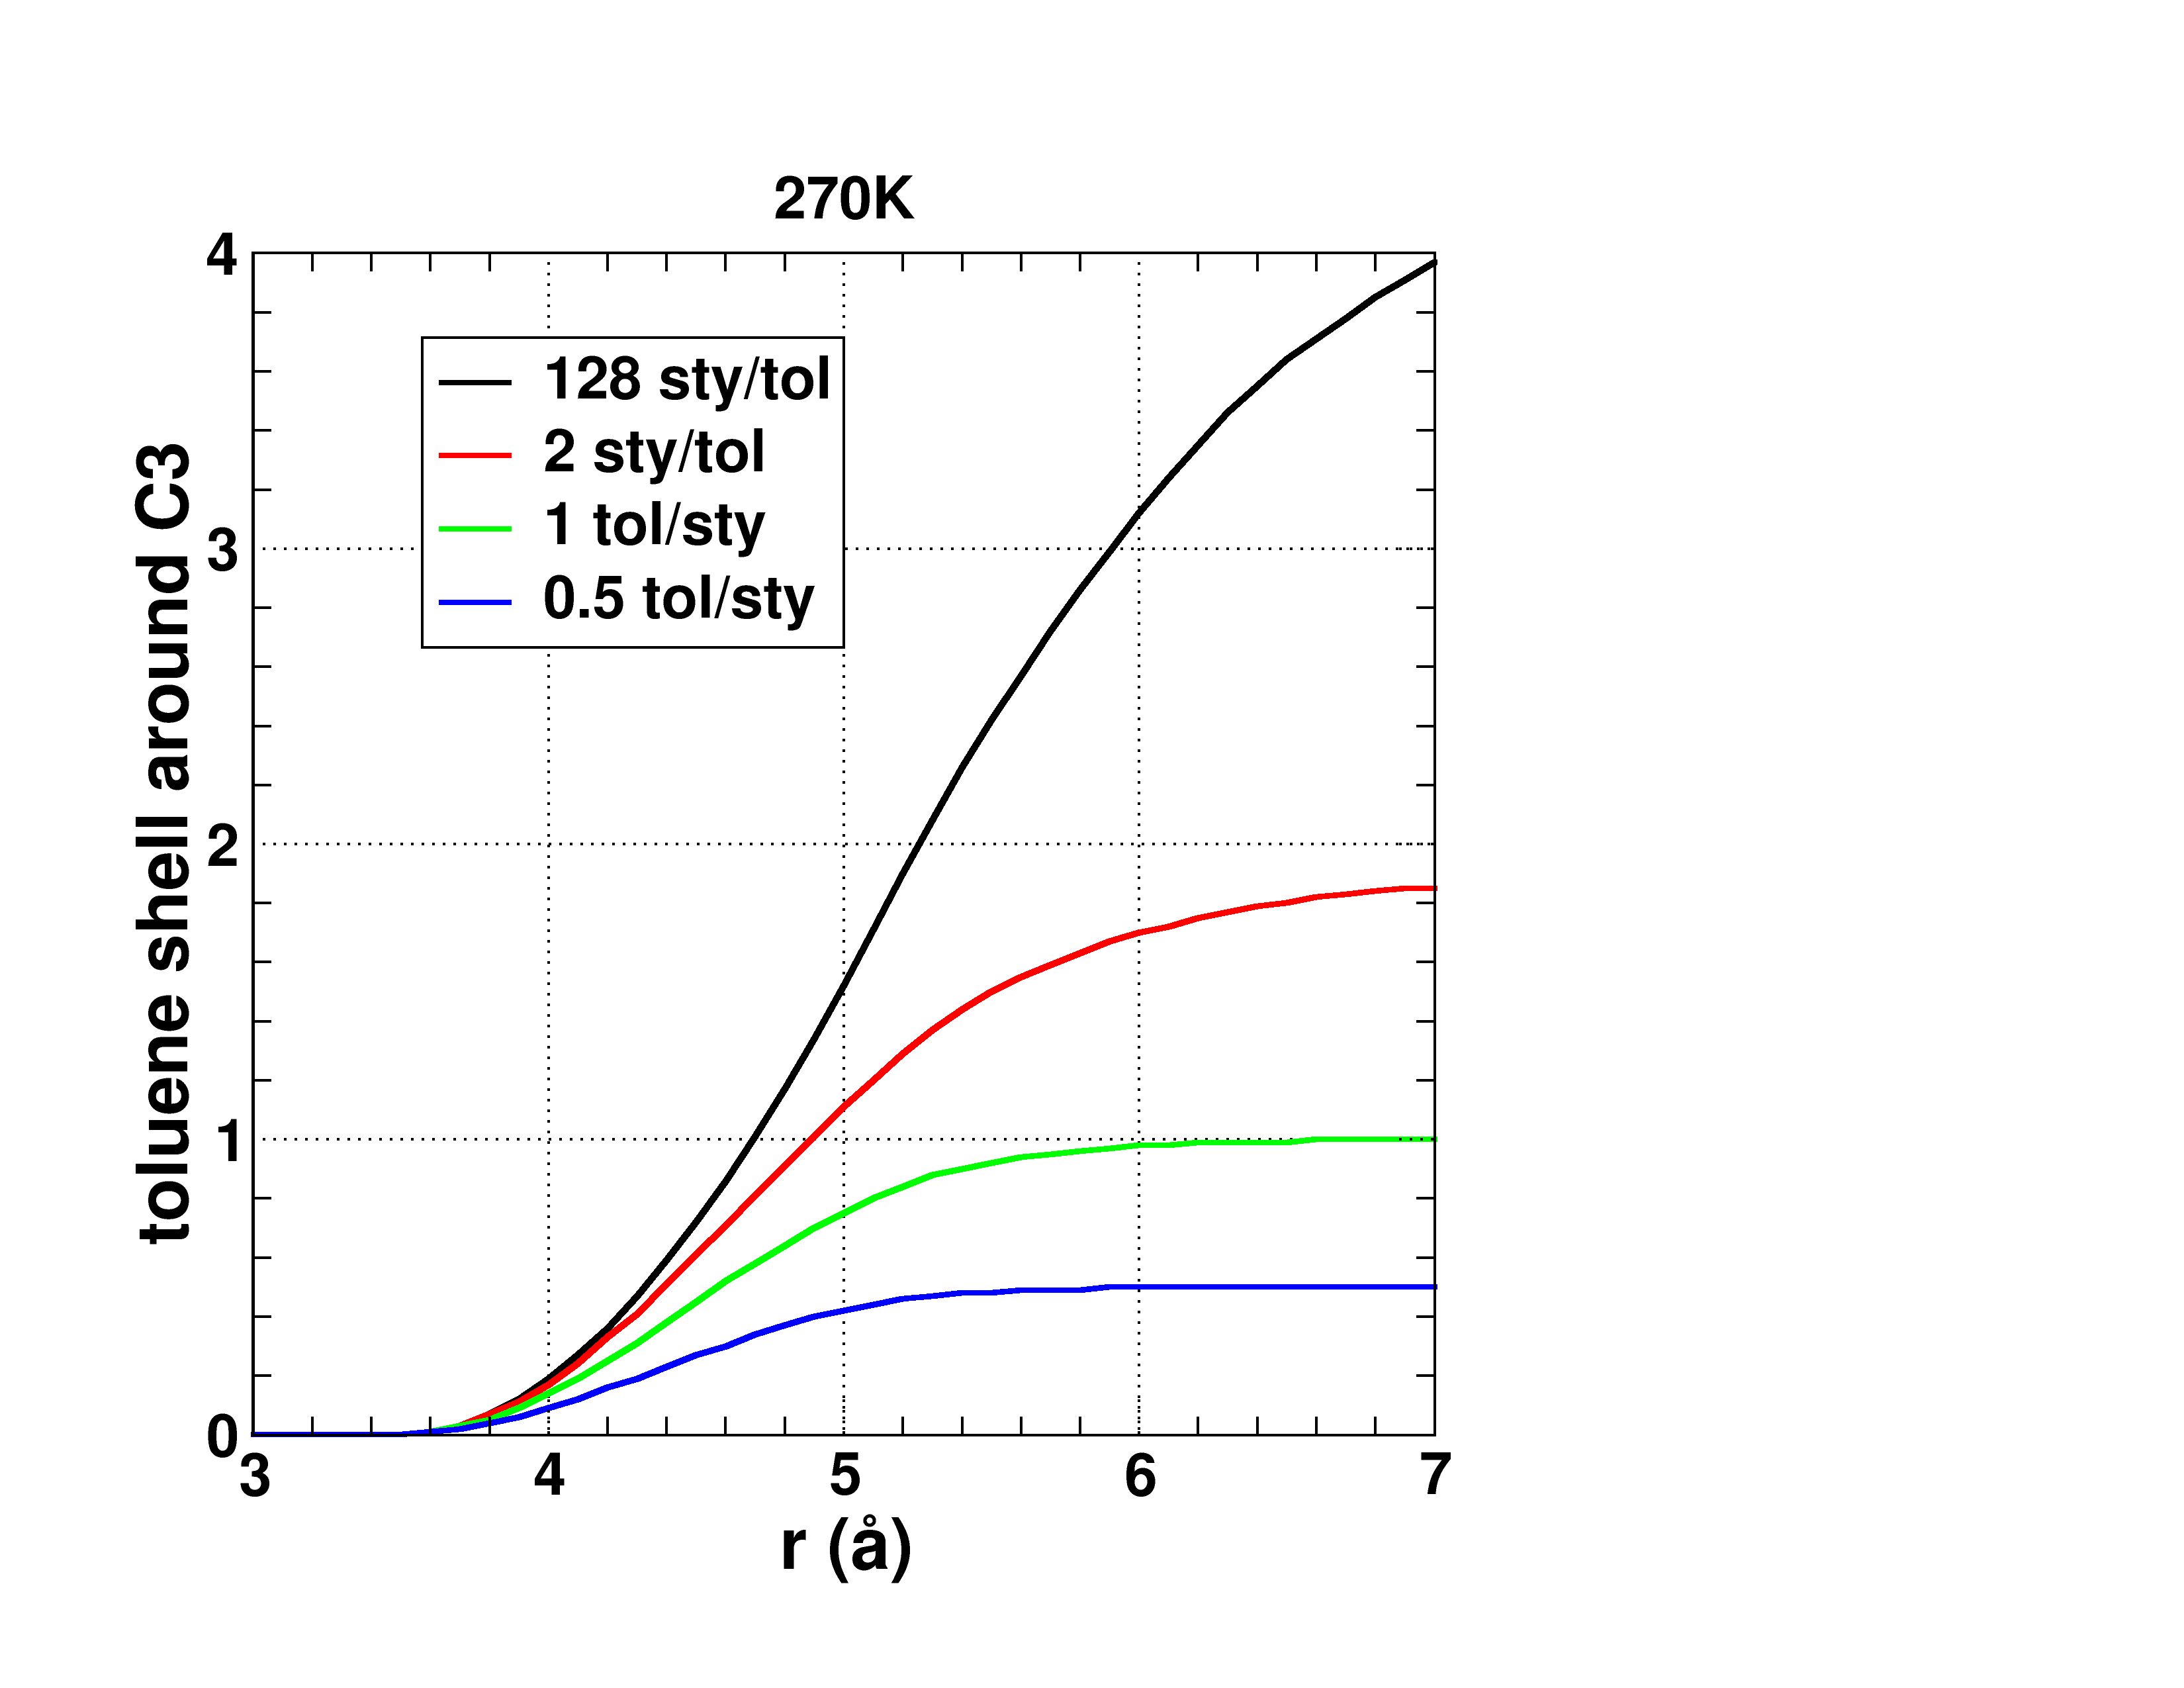 270K
4
3
2
1
0
toluene shell around C3
128 sty/tol
2 sty/tol
1 tol/sty
0.5 tol/sty
3 4 5 6 7
r (å)